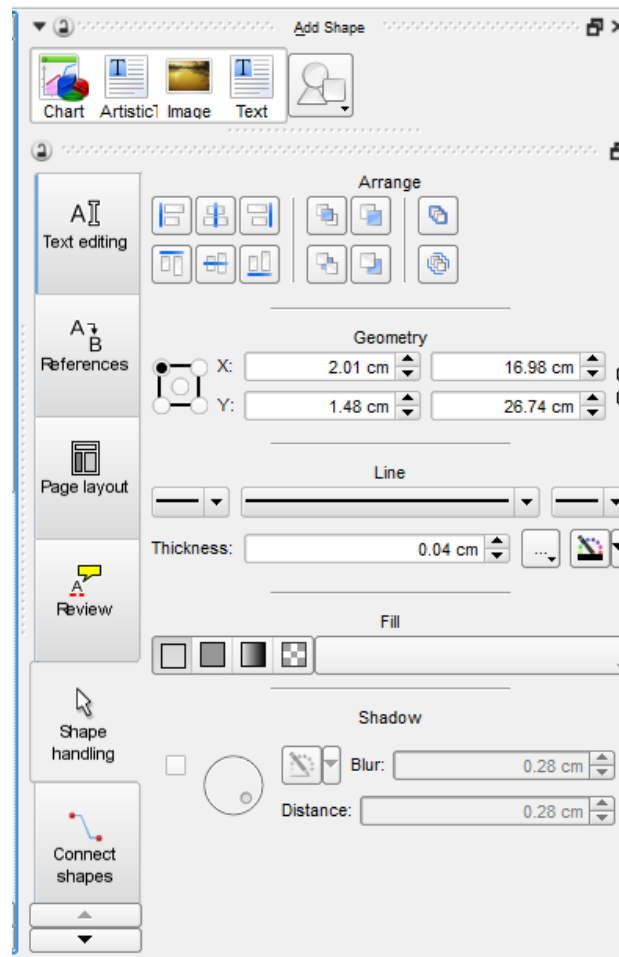 Add Shape
Chart ArtisticT Image Text
Arrange
Text editing
A
B
References
Geometry
X: 2.01 cm 16.98 cm
Y: 1.48 cm 26.74 cm
Page layout
Line
Thickness: 0.04 cm ...
A
Review
Fill
Shape
handling
Shadow
Blur: 0.28 cm
Distance: 0.28 cm
Connect
shapes